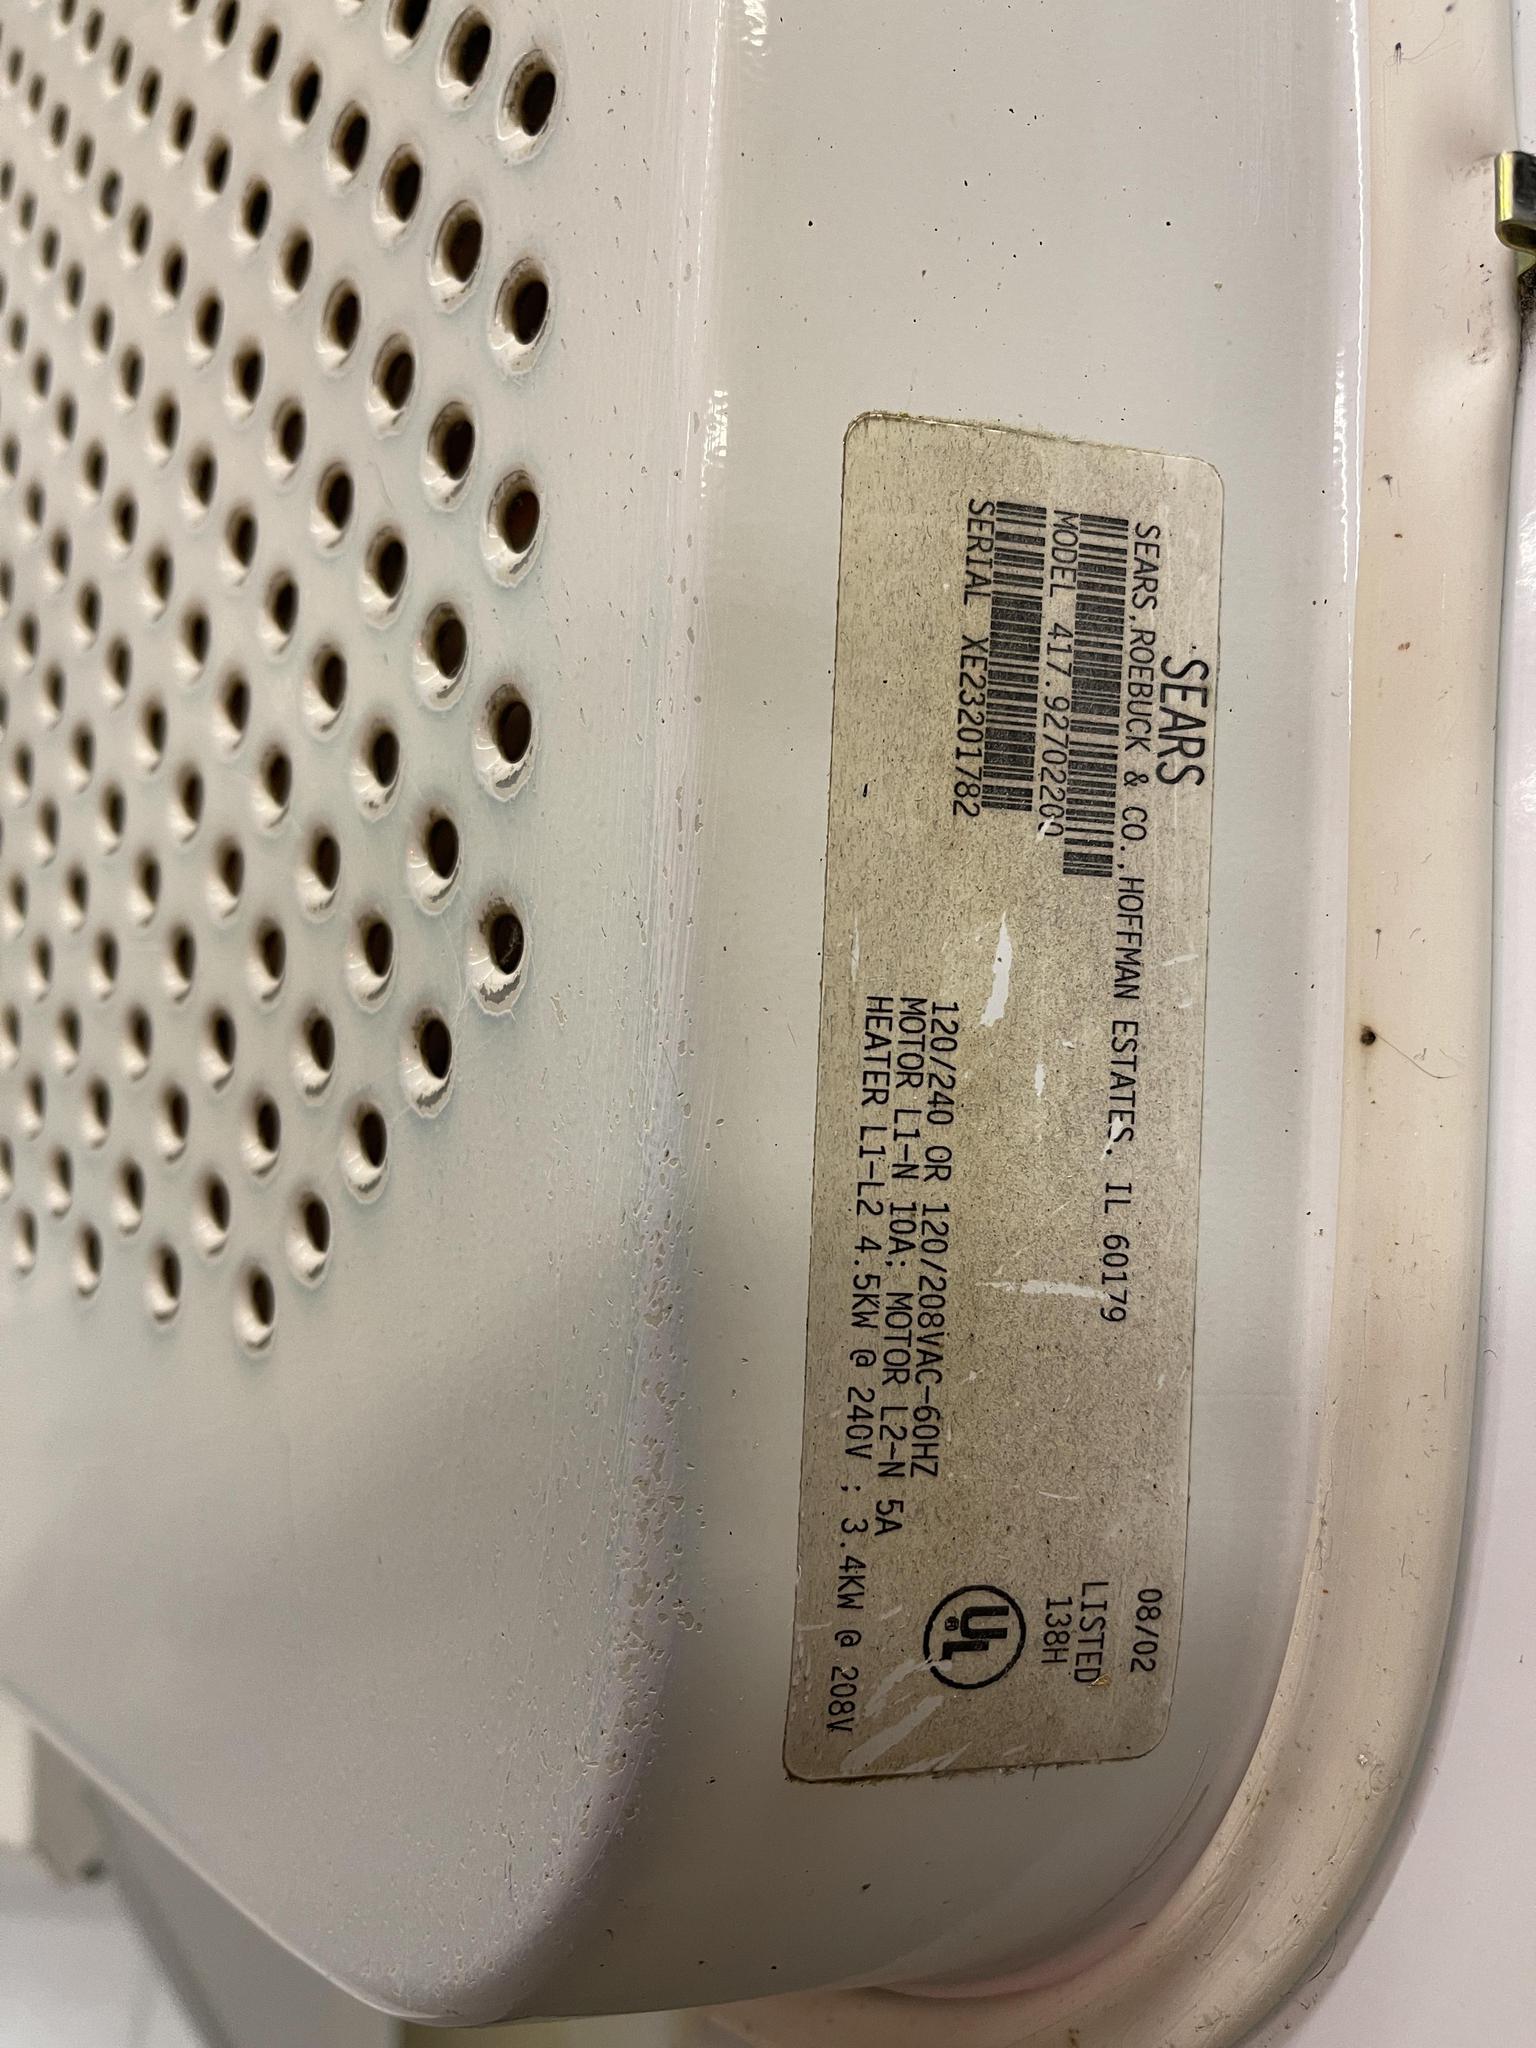 SEARS
SEARS,ROEBUCK & CO.,HOFFMAN ESTATES. IL 60179
08/02
MODEL 417.92702200
SERIAL XE23201782
LISTED
138H
UL®
120/240 OR 120/208VAC-60HZ
MOTOR L1-N 10A; MOTOR L2-N 5A
HEATER L1-L2 4.5KW @ 240V ; 3.4KW @ 208V